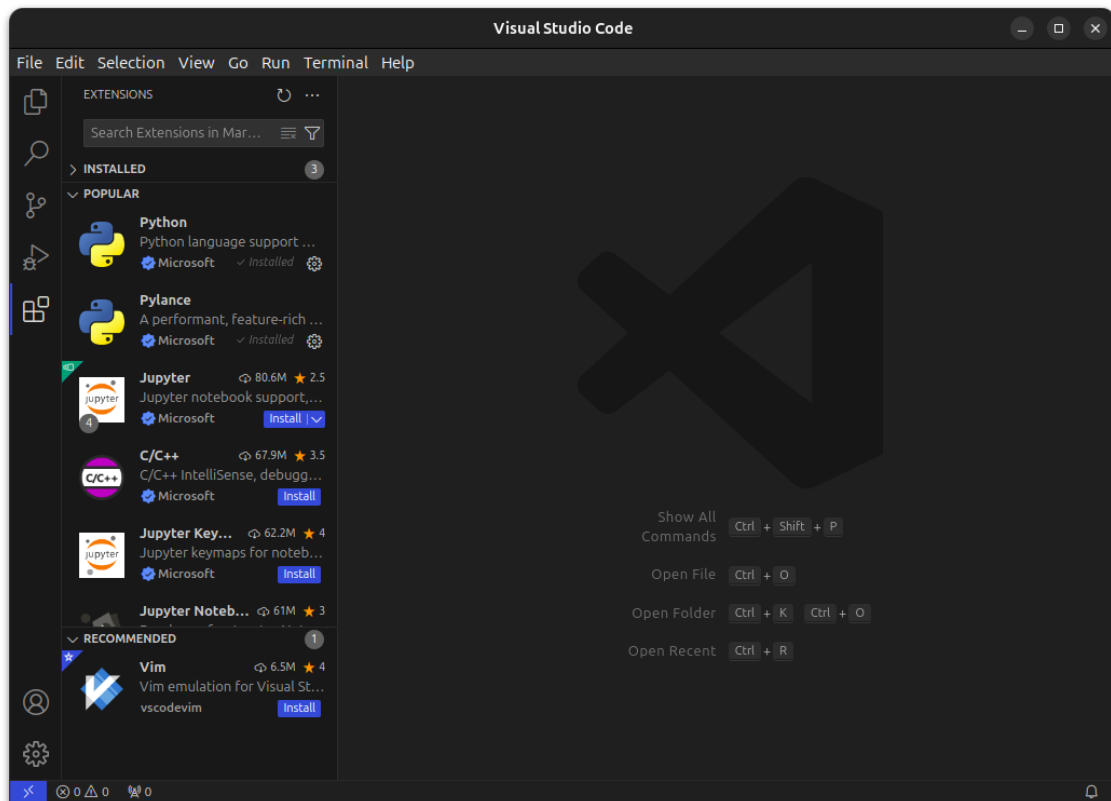 Visual Studio Code
File Edit Selection View Go Run Terminal Help
EXTENSIONS
Search Extensions in Mar...
INSTALLED 3
POPULAR
Python
Python language support ...
Microsoft Installed
Pylance
A performant, feature-rich ...
Microsoft Installed
Jupyter 80.6M 2.5
Jupyter notebook support,...
jupyter
4
Microsoft Install
C/C++ 67.9M 3.5
C/C++ IntelliSense, debugg...
C/C++
Microsoft Install
Jupyter Key... 62.2M 4
Jupyter keymaps for noteb...
jupyter
Microsoft Install
Jupyter Noteb... 61M 3
RECOMMENDED 1
Vim 6.5M 4
Vim emulation for Visual St...
vscodevim Install
Show All
Commands Ctrl + Shift + P
Open File Ctrl + O
Open Folder Ctrl + K Ctrl + O
Open Recent Ctrl + R
0 0 0